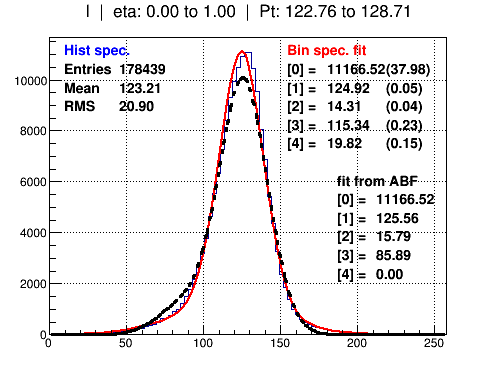 I | eta: 0.00 to 1.00 | Pt: 122.76 to 128.71
Hist spec.
Entries 178439
Mean 123.21
RMS 20.90
Bin spec. fit
[0] = 11166.52(37.98)
[1] = 124.92 (0.05)
[2] = 14.31 (0.04)
[3] = 115.34 (0.23)
[4] = 19.82 (0.15)
fit from ABF
[0] = 11166.52
[1] = 125.56
[2] = 15.79
[3] = 85.89
[4] = 0.00
10000
8000
6000
4000
2000
0
0 50 100 150 200 250